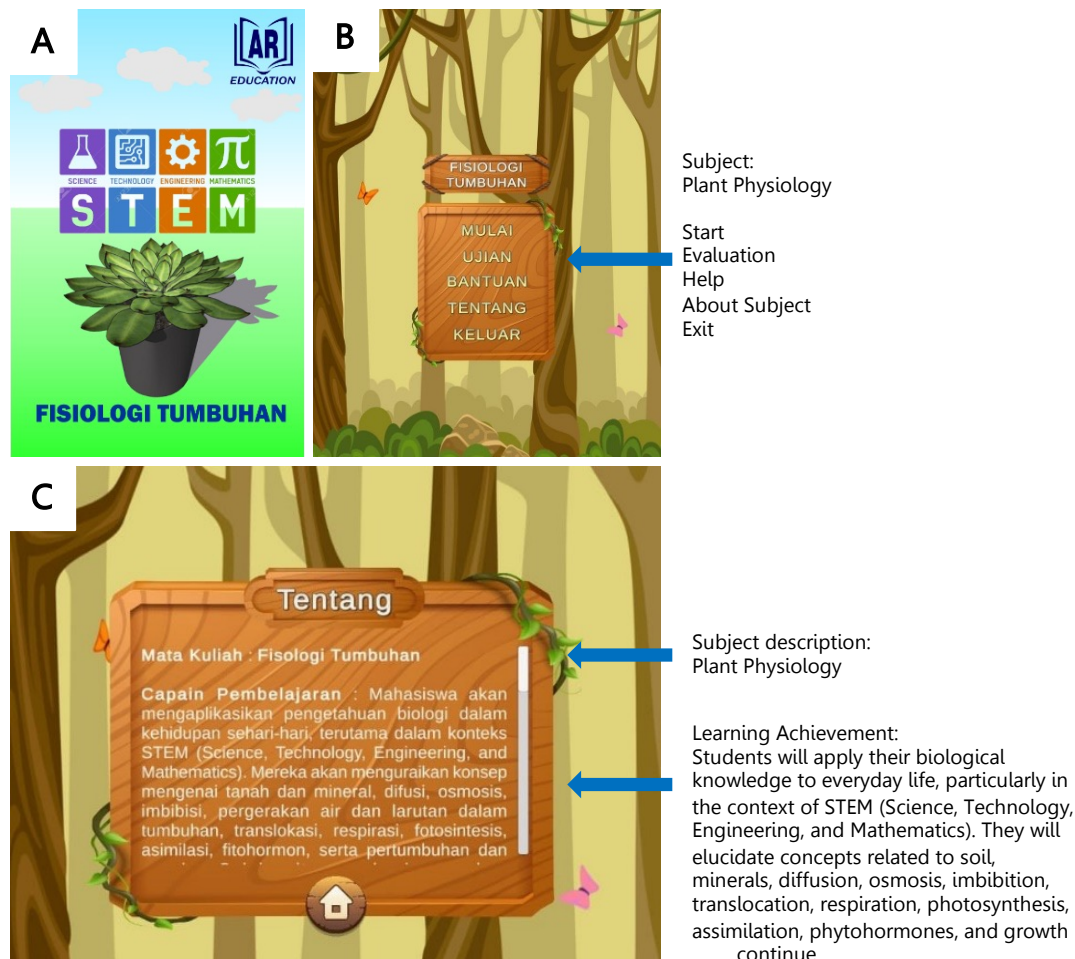 A
AR
EDUCATION
SCIENCE TECHNOLOGY ENGINEERING MATHEMATICS
S T E M
FISIOLOGI TUMBUHAN
B
FISIOLOGI
TUMBUHAN
MULAI
UJIAN
BANTUAN
TENTANG
KELUAR
Subject:
Plant Physiology
Start
Evaluation
Help
About Subject
Exit
C
Tentang
Mata Kuliah : Fisologi Tumbuhan
Capain Pembelajaran : Mahasiswa akan
mengaplikasikan pengetahuan biologi dalam
kehidupan sehari-hari, terutama dalam konteks
STEM (Science, Technology, Engineering, and
Mathematics). Mereka akan menguraikan konsep
mengenai tanah dan mineral, difusi, osmosis,
imbibisi, pergerakan air dan larutan dalam
tumbuhan, translokasi, respirasi, fotosintesis,
asimilasi, fitohormon, serta pertumbuhan dan
Subject description:
Plant Physiology
Learning Achievement:
Students will apply their biological
knowledge to everyday life, particularly in
the context of STEM (Science, Technology,
Engineering, and Mathematics). They will
elucidate concepts related to soil,
minerals, diffusion, osmosis, imbibition,
translocation, respiration, photosynthesis,
assimilation, phytohormones, and growth
continue